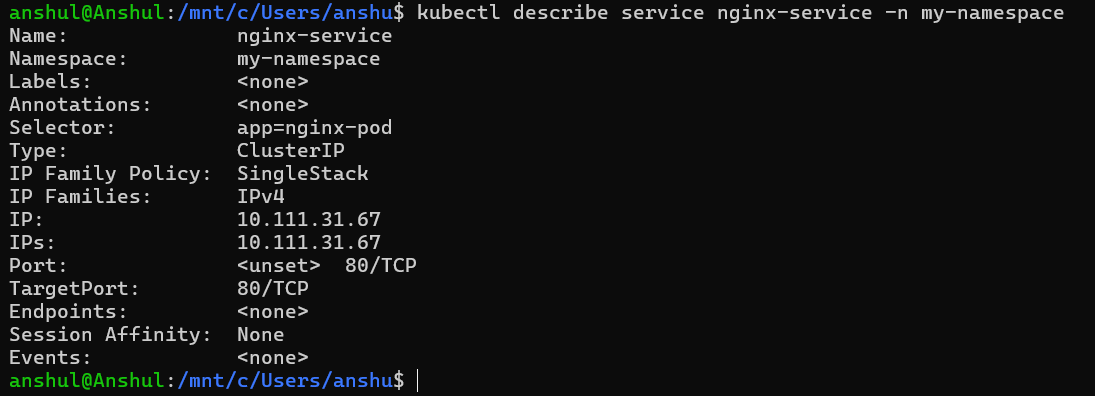 anshul@Anshul:/mnt/c/Users/anshu$ kubectl describe service nginx-service -n my-namespace
Name:              nginx-service
Namespace:         my-namespace
Labels:            <none>
Annotations:       <none>
Selector:          app=nginx-pod
Type:              ClusterIP
IP Family Policy:  SingleStack
IP Families:       IPv4
IP:                10.111.31.67
IPs:               10.111.31.67
Port:              <unset>  80/TCP
TargetPort:        80/TCP
Endpoints:         <none>
Session Affinity:  None
Events:            <none>
anshul@Anshul:/mnt/c/Users/anshu$